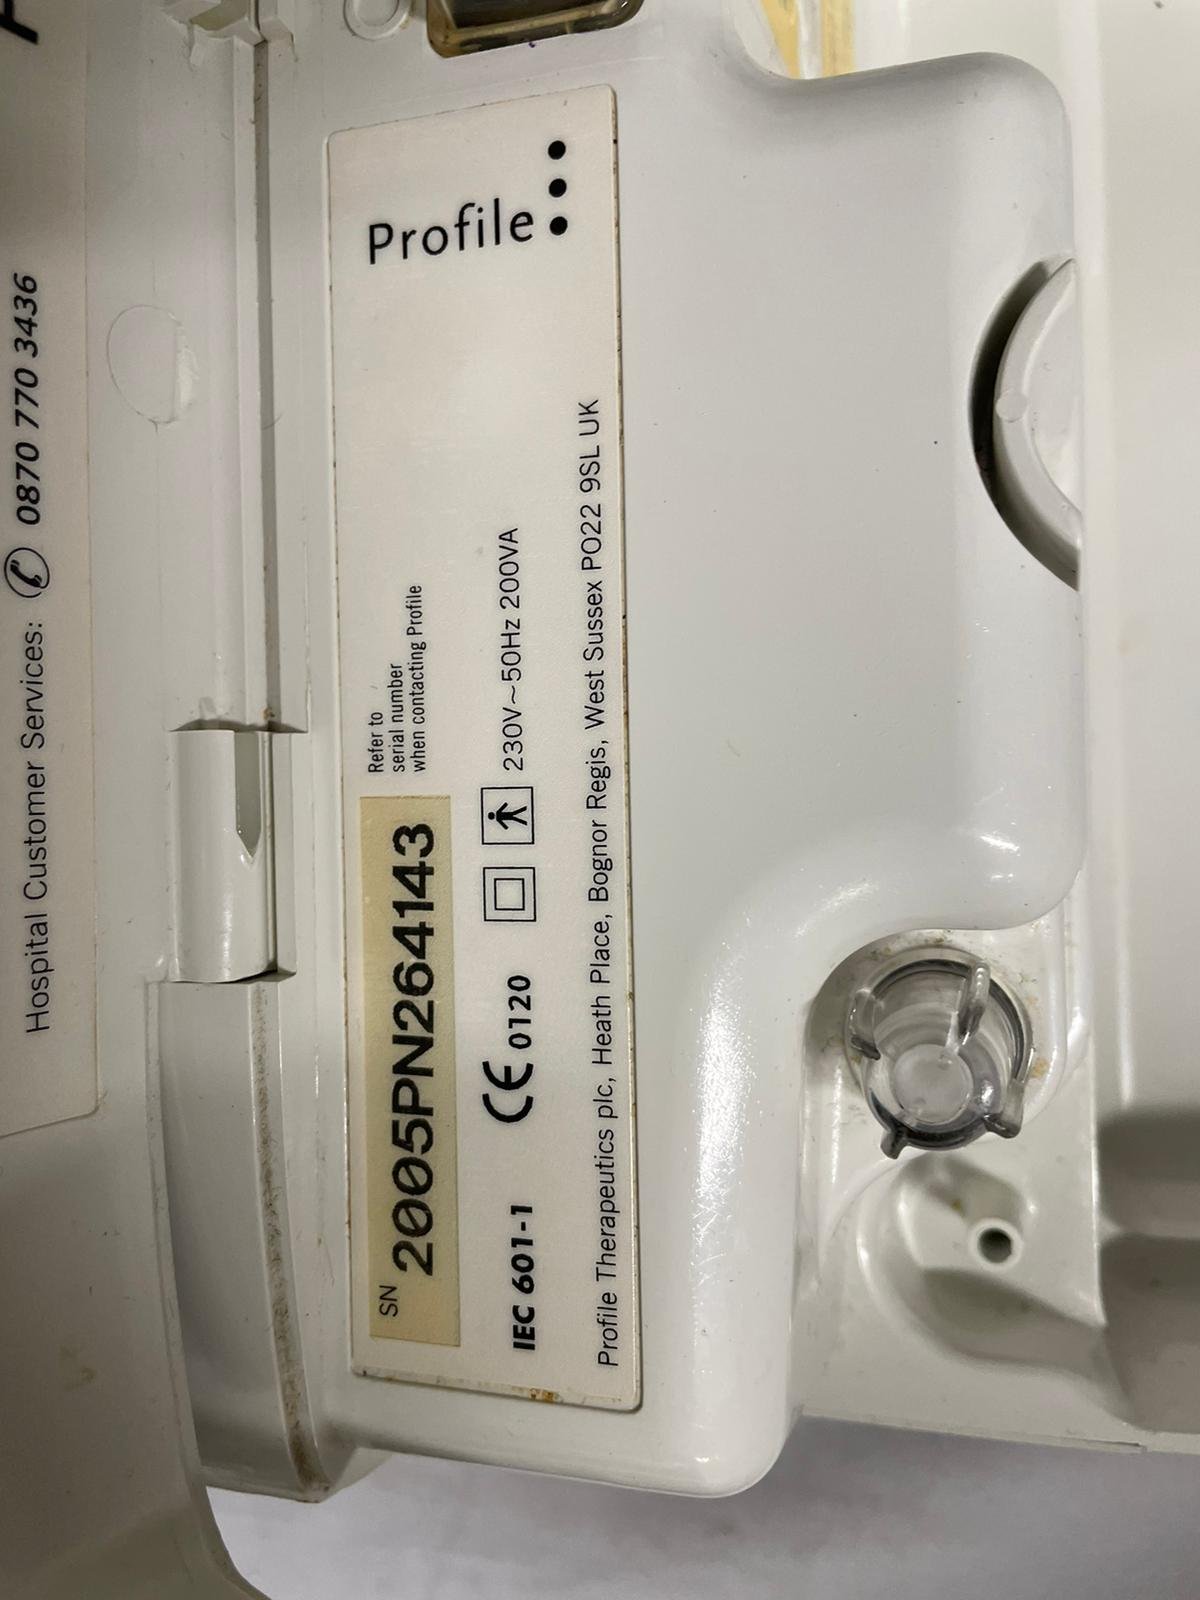 Hospital Customer Services: 0870 770 3436
SN 2005PN26143
Refer to
serial number
when contacting Profile
Profile
IEC 601-1 CE 0120 230V~50Hz 200VA
Profile Therapeutics plc, Heath Place, Bognor Regis, West Sussex PO22 9SL UK